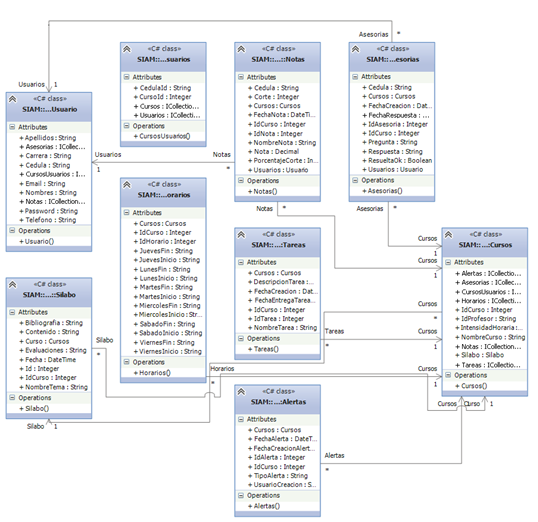 Asesorias *
«C# class»
SIAM::...suarios
Attributes
+ CedulaId : String
+ CursoId : Integer
+ Cursos : ICollection...
+ Usuarios : ICollection...
Operations
+ CursosUsuarios()
«C# class»
SIAM::...:Notas
Attributes
+ Cedula : String
+ Corte : Integer
+ Cursos: Cursos
+ FechaNota : DateTi...
+ IdCurso : Integer
+ IdNota : Integer
+ NombreNota : String
+ Nota : Decimal
+ PorcentajeCorte : In...
+ Usuarios : Usuario
Operations
+ Notas()
«C# class»
SIAM::...esorias
Attributes
+ Cedula : String
+ Cursos : Cursos
+ FechaCreacion : Dat...
+ FechaRespuesta : ...
+ IdAsesoria : Integer
+ IdCurso : Integer
+ Pregunta : String
+ Respuesta : String
+ ResueltaOk : Boolean
+ Usuarios : Usuario
Operations
+ Asesorias()
Usuarios 1
«C# class»
SIAM::...Usuario
Attributes
+ Apellidos : String
+ Asesorias : ICollec...
+ Carrera : String
+ Cedula : String
+ CursosUsuarios : IC...
+ Email : String
+ Nombres : String
+ Notas : ICollection...
+ Password : String
+ Telefono : String
Operations
+ Usuario()
Usuarios Notas
1 *
«C# class»
SIAM::...orarios
Attributes
+ Cursos: Cursos
+ IdCurso : Integer
+ IdHorario : Integer
+ JuevesFin : String
+ JuevesInicio : String
+ LunesFin : String
+ LunesInicio : String
+ MartesFin : String
+ MartesInicio : String
+ MiercolesFin : String
+ MiercolesInicio : Stri...
+ SabadoFin : String
+ SabadoInicio : String
+ ViernesFin : String
+ ViernesInicio : String
Operations
+ Horarios()
Notas *
Asesorias *
«C# class»
SIAM::...:Tareas
Attributes
+ Cursos : Cursos
+ DescripcionTarea : ...
+ FechaCreacion : Dat...
+ FechaEntregaTarea...
+ IdCurso : Integer
+ IdTarea : Integer
+ NombreTarea : String
Operations
+ Tareas()
Cursos
1
Cursos
1
«C# class»
SIAM::...:Cursos
Attributes
+ Alertas : ICollection...
+ Asesorias : ICollecti...
+ CursosUsuarios : IC...
+ Horarios : ICollectio...
+ IdCurso : Integer
+ IdProfesor : String
+ IntensidadHoraria : ...
+ NombreCurso : String
+ Notas : ICollection...
+ Silabo : Silabo
+ Tareas : ICollection...
Operations
+ Cursos()
«C# class»
SIAM::...::Silabo
Attributes
+ Bibliografia : String
+ Contenido : String
+ Curso : Cursos
+ Evaluaciones : String
+ Fecha : DateTime
+ Id : Integer
+ IdCurso : Integer
+ NombreTema : String
Operations
+ Silabo()
Silabo
*
Cursos
*
Tareas Cursos
* 1
Horarios Cursos
* 1
Cursos Curso 1
1
Silabo 1
«C# class»
SIAM::...:Alertas
Attributes
+ Cursos : Cursos
+ FechaAlerta : DateT...
+ FechaCreacionAlert...
+ IdAlerta : Integer
+ IdCurso : Integer
+ TipoAlerta : String
+ UsuarioCreacion : S...
Operations
+ Alertas()
Alertas
*